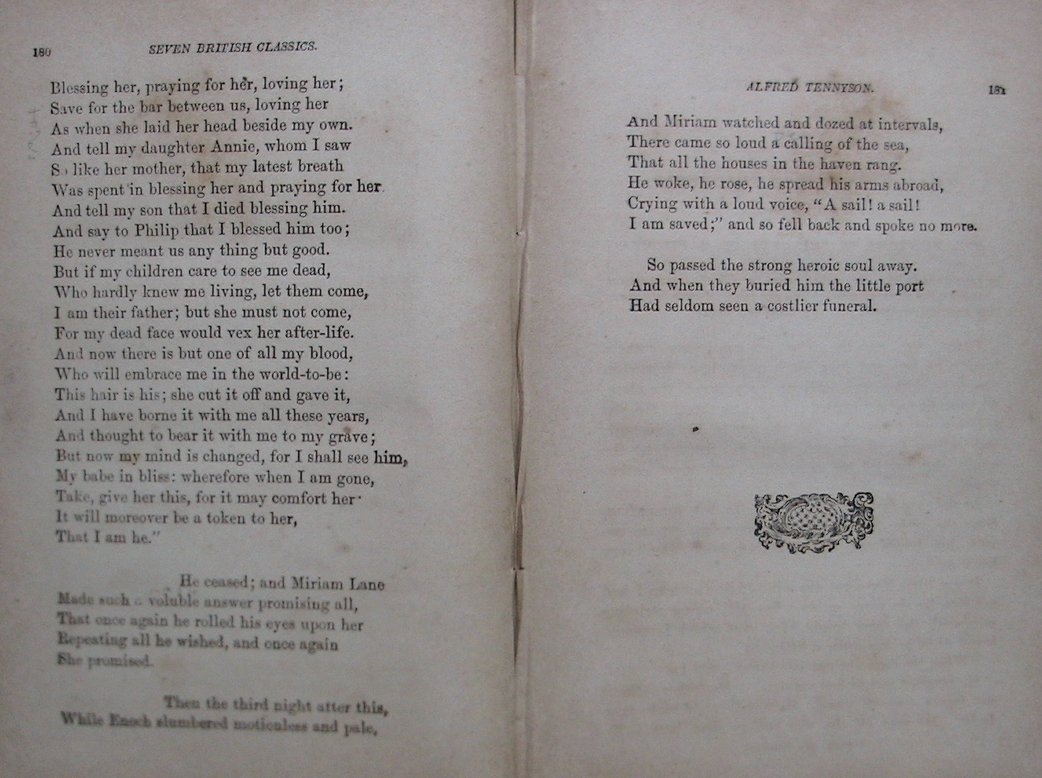 180
SEVEN BRITISH CLASSICS.
Blessing her, praying for her, loving her;
Save for the bar between us, loving her
As when she laid her head beside my own.
And tell my daughter Annie, whom I saw
So like her mother, that my latest breath
Was spent in blessing her and praying for her.
And tell my son that I died blessing him.
And say to Philip that I blessed him too;
He never meant us any thing but good.
But if my children care to see me dead,
Who hardly knew me living, let them come,
I am their father; but she must not come,
For my dead face would vex her after-life.
And now there is but one of all my blood,
Who will embrace me in the world-to-be:
This hair is his; she cut it off and gave it,
And I have borne it with me all these years,
And thought to bear it with me to my grave;
But now my mind is changed, for I shall see him,
My babe in bliss: wherefore when I am gone,
Take, give her this, for it may comfort her·
It will moreover be a token to her,
That I am he."
He ceased; and Miriam Lane
Made such a voluble answer promising all,
That once again he rolled his eyes upon her
Repeating all he wished, and once again
She promised.
Then the third night atter this,
While Enoch slumbered motionless and pale,
ALFRED TENNYSON.
181
And Miriam watched and dozed at intervals,
There came so loud a calling of the sea,
That all the houses in the haven rang.
He woke, he rose, he spread his arms abroad,
Crying with a loud voice, "A sail! a sail!
I am saved;" and so fell back and spoke no more.
So passed the strong heroic soul away.
And when they buried him the little port
Had seldom seen a costlier funeral.